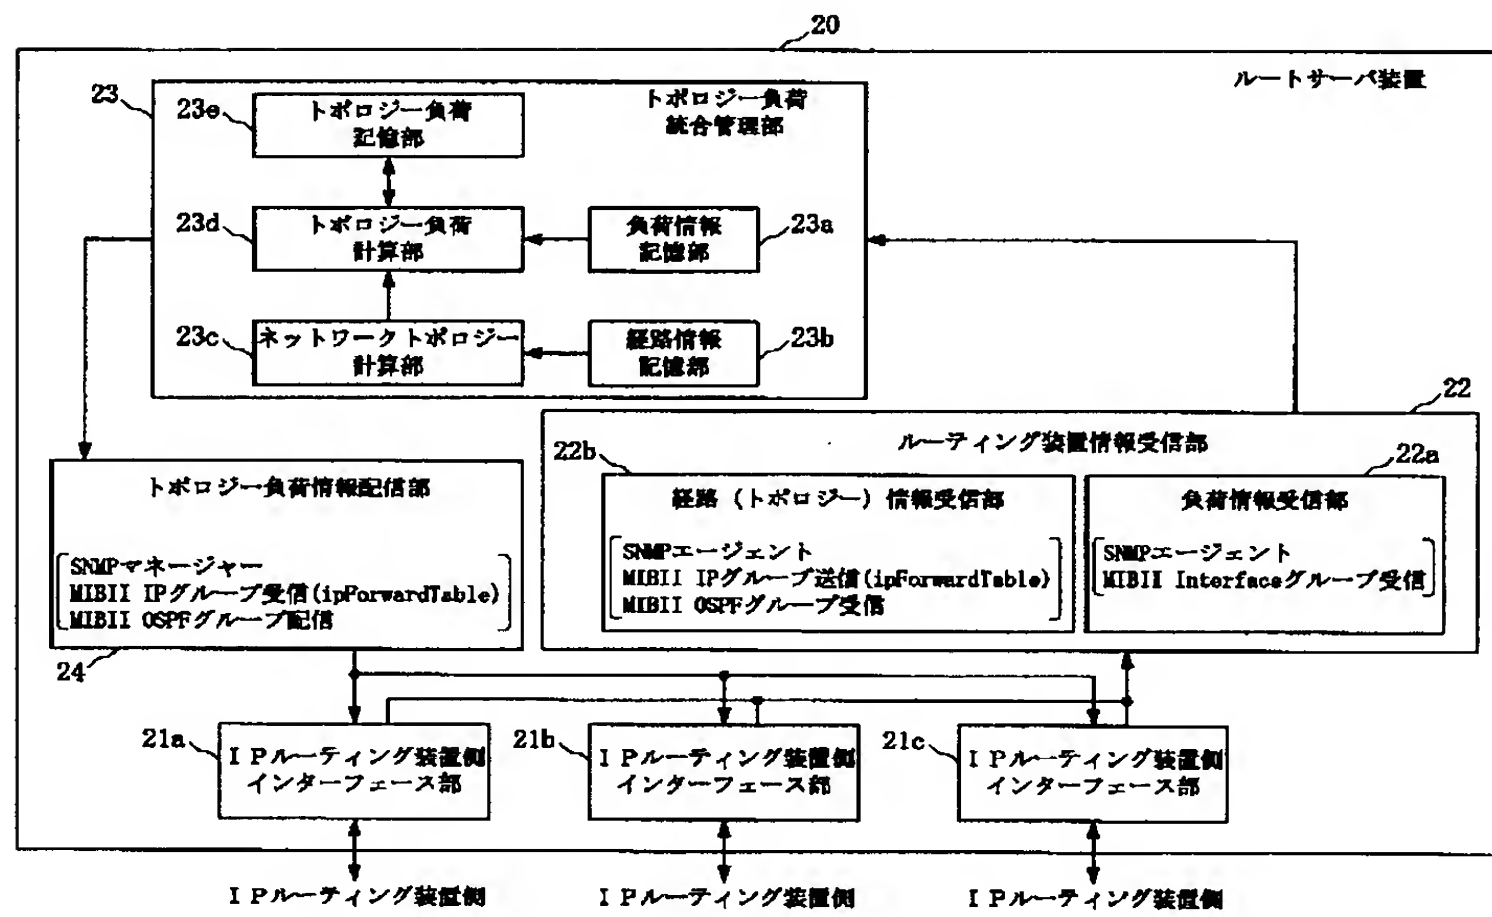 20
ルートサーバ装置
23
トポロジー負荷
統合管理部
23e
トポロジー負荷
記憶部
23d
トポロジー負荷
計算部
負荷情報
記憶部
23a
23c
ネットワークトポロジー
計算部
経路情報
記憶部
23b
22
ルーティング装置情報受信部
22b
経路（トポロジー）情報受信部
SNMPエージェント
MIBII IPグループ送信(ipForwardTable)
MIBII OSPFグループ受信
22a
負荷情報受信部
SNMPエージェント
MIBII Interfaceグループ受信
トポロジー負荷情報配信部
SNMPマネージャー
MIBII IPグループ受信(ipForwardTable)
MIBII OSPFグループ配信
24
21a
ＩＰルーティング装置側
インターフェース部
21b
ＩＰルーティング装置側
インターフェース部
21c
ＩＰルーティング装置側
インターフェース部
ＩＰルーティング装置側
ＩＰルーティング装置側
ＩＰルーティング装置側